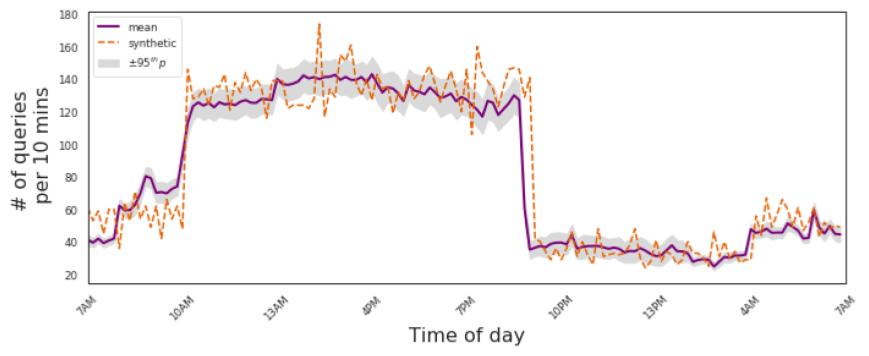 180
160
140
120
100
80
60
40
20
# of queries
per 10 mins
mean
synthetic
±95ᵗʰ p
7AM
10AM
13AM
4PM
7PM
10PM
13PM
4AM
7AM
Time of day